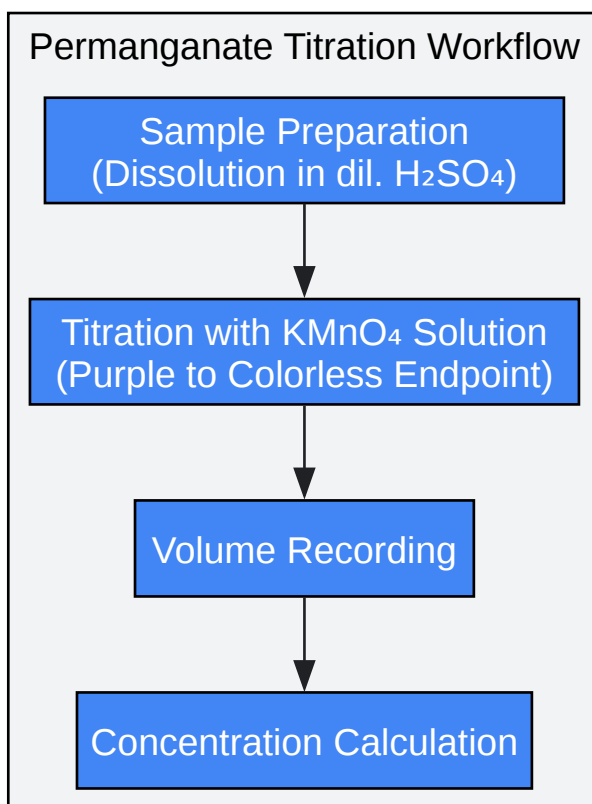 Permanganate Titration Workflow
Sample Preparation
(Dissolution in dil. H₂SO₄)
Titration with KMnO₄ Solution
(Purple to Colorless Endpoint)
Volume Recording
Concentration Calculation